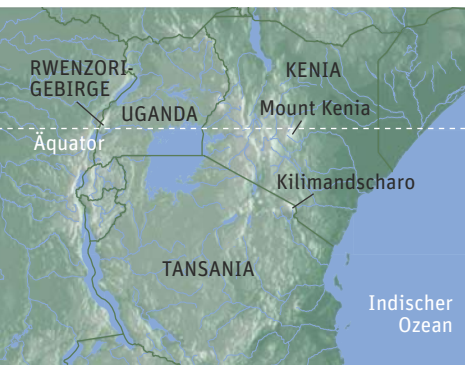 RWENZORI-
GEBIRGE
KENIA
UGANDA
Mount Kenia
Äquator
Kilimandscharo
TANSANIA
Indischer
Ozean